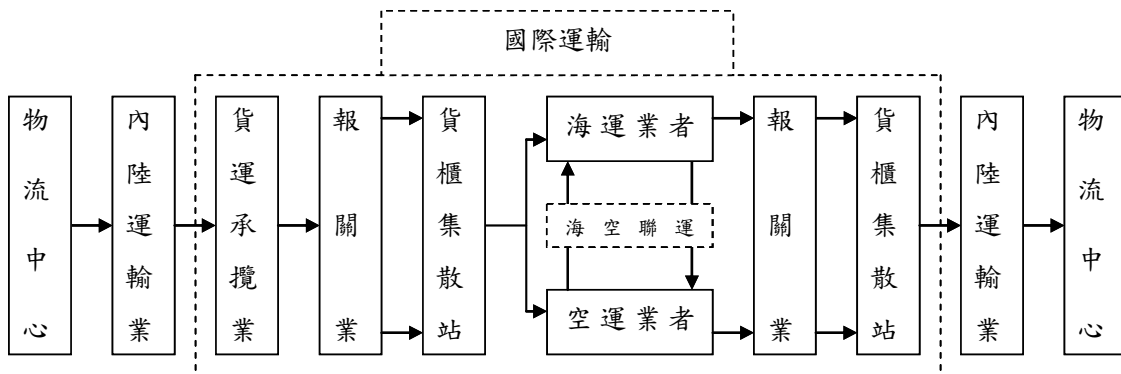 國際運輸
物流中心
內陸運輸業
貨運承攬業
報關業
貨櫃集散站
海運業者
海空聯運
空運業者
報關業
貨櫃集散站
內陸運輸業
物流中心